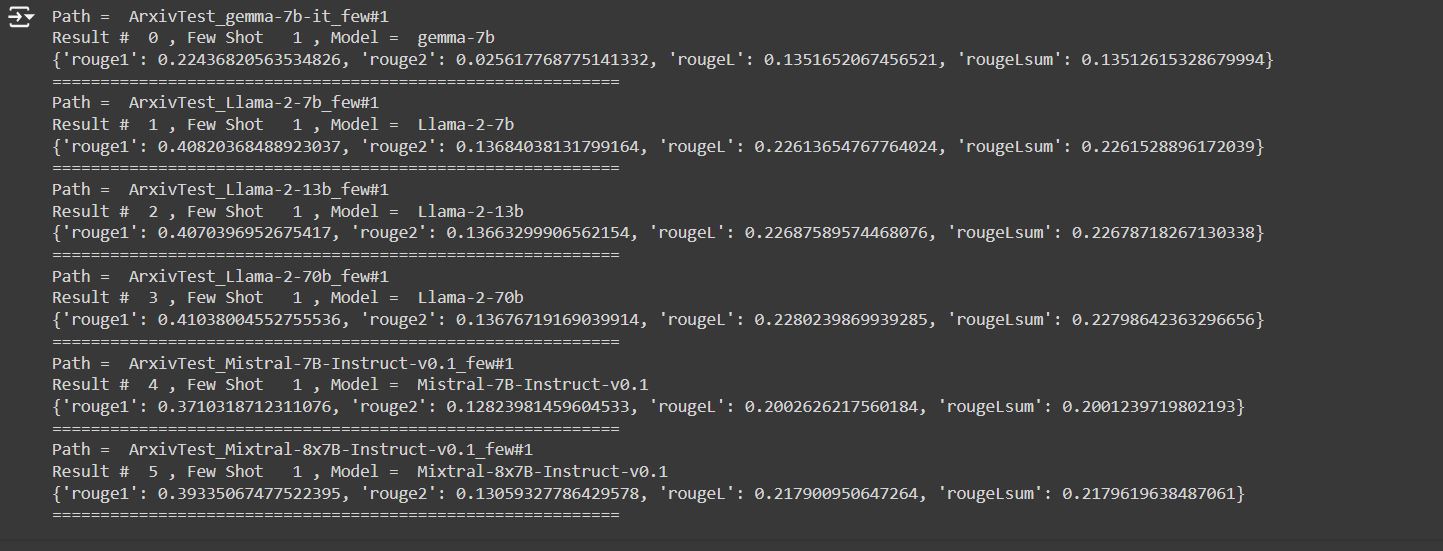 Path =  ArxivTest_gemma-7b-it_few#1
Result #  0 , Few Shot   1 , Model =  gemma-7b
{'rouge1': 0.22436820563534826, 'rouge2': 0.025617768775141332, 'rougeL': 0.1351652067456521, 'rougeLsum': 0.13512615328679994}
===========================================================
Path =  ArxivTest_Llama-2-7b_few#1
Result #  1 , Few Shot   1 , Model =  Llama-2-7b
{'rouge1': 0.40820368488923037, 'rouge2': 0.13684038131799164, 'rougeL': 0.22613654767764024, 'rougeLsum': 0.2261528896172039}
===========================================================
Path =  ArxivTest_Llama-2-13b_few#1
Result #  2 , Few Shot   1 , Model =  Llama-2-13b
{'rouge1': 0.4070396952675417, 'rouge2': 0.13663299906562154, 'rougeL': 0.22687589574468076, 'rougeLsum': 0.22678718267130338}
===========================================================
Path =  ArxivTest_Llama-2-70b_few#1
Result #  3 , Few Shot   1 , Model =  Llama-2-70b
{'rouge1': 0.41038004552755536, 'rouge2': 0.13676719169039914, 'rougeL': 0.2280239869939285, 'rougeLsum': 0.22798642363296656}
===========================================================
Path =  ArxivTest_Mistral-7B-Instruct-v0.1_few#1
Result #  4 , Few Shot   1 , Model =  Mistral-7B-Instruct-v0.1
{'rouge1': 0.3710318712311076, 'rouge2': 0.12823981459604533, 'rougeL': 0.2002626217560184, 'rougeLsum': 0.2001239719802193}
===========================================================
Path =  ArxivTest_Mixtral-8x7B-Instruct-v0.1_few#1
Result #  5 , Few Shot   1 , Model =  Mixtral-8x7B-Instruct-v0.1
{'rouge1': 0.39335067477522395, 'rouge2': 0.13059327786429578, 'rougeL': 0.217900950647264, 'rougeLsum': 0.2179619638487061}
===========================================================